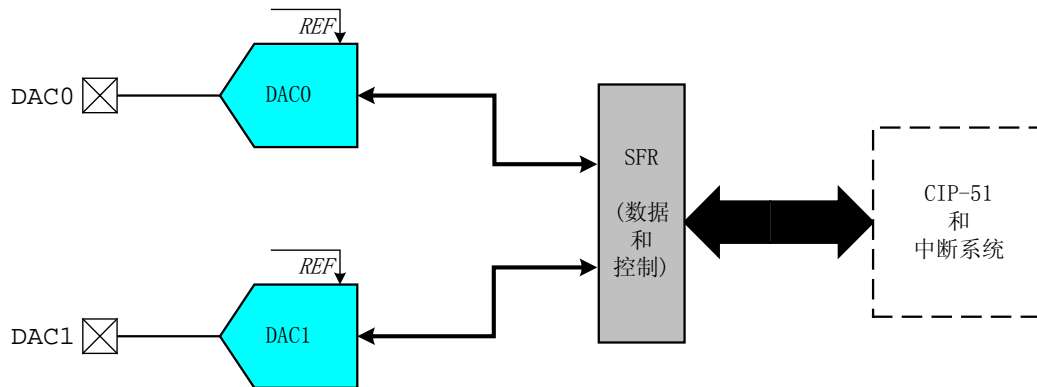 REF
DAC0
DAC0
SFR
(数据
和
控制)
CIP-51
和
中断系统
REF
DAC1
DAC1